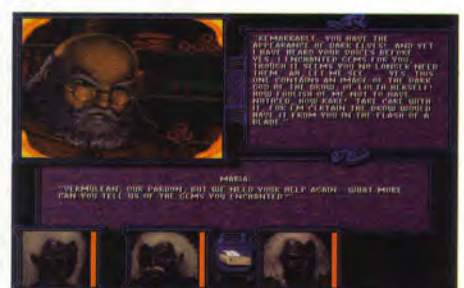 "REMARKABLE. YOU HAVE THE
APPEARANCE OF DARK ELVES! AND YET
I HAVE HEARD YOUR VOICES BEFORE.
YES, I ENCHANTED GEMS FOR YOU
THOUGH IT SEEMS YOU NO LONGER NEED
THEM. AH, LET ME SEE . . . YES, THIS
ONE CONTAINS AN IMAGE OF THE DARK
GOD OF THE DROW, OF LOLTH HERSELF!
HOW FOOLISH OF ME NOT TO HAVE
NOTICED. HOW RARE! TAKE CARE WITH
IT, FOR I'M CERTAIN THE DROW WOULD
HAVE IT FROM YOU IN THE FLASH OF A
BLADE."
MARIA:
"VERMULEAN, OUR PARDON, BUT WE NEED YOUR HELP AGAIN. WHAT MORE
CAN YOU TELL US OF THE GEMS YOU ENCHANTED?"